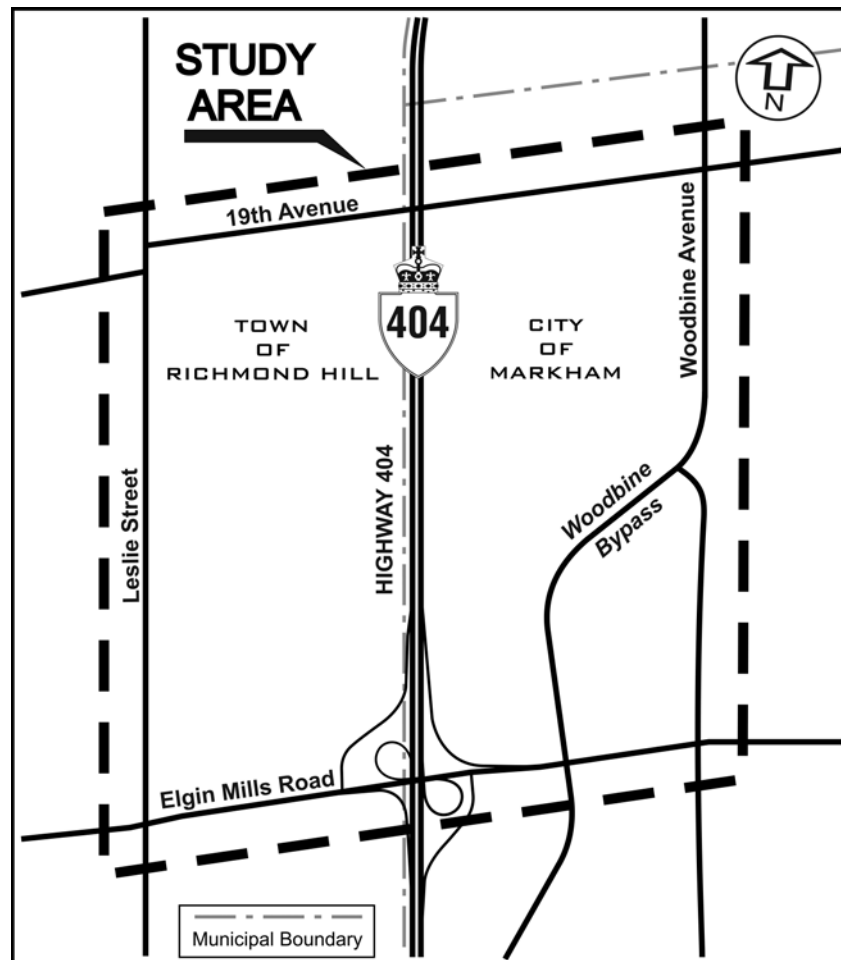 STUDY
AREA
N
19th Avenue
404
TOWN
OF
RICHMOND HILL
CITY
OF
MARKHAM
Woodbine Avenue
Leslie Street
HIGHWAY 404
Woodbine
Bypass
Elgin Mills Road
Municipal Boundary